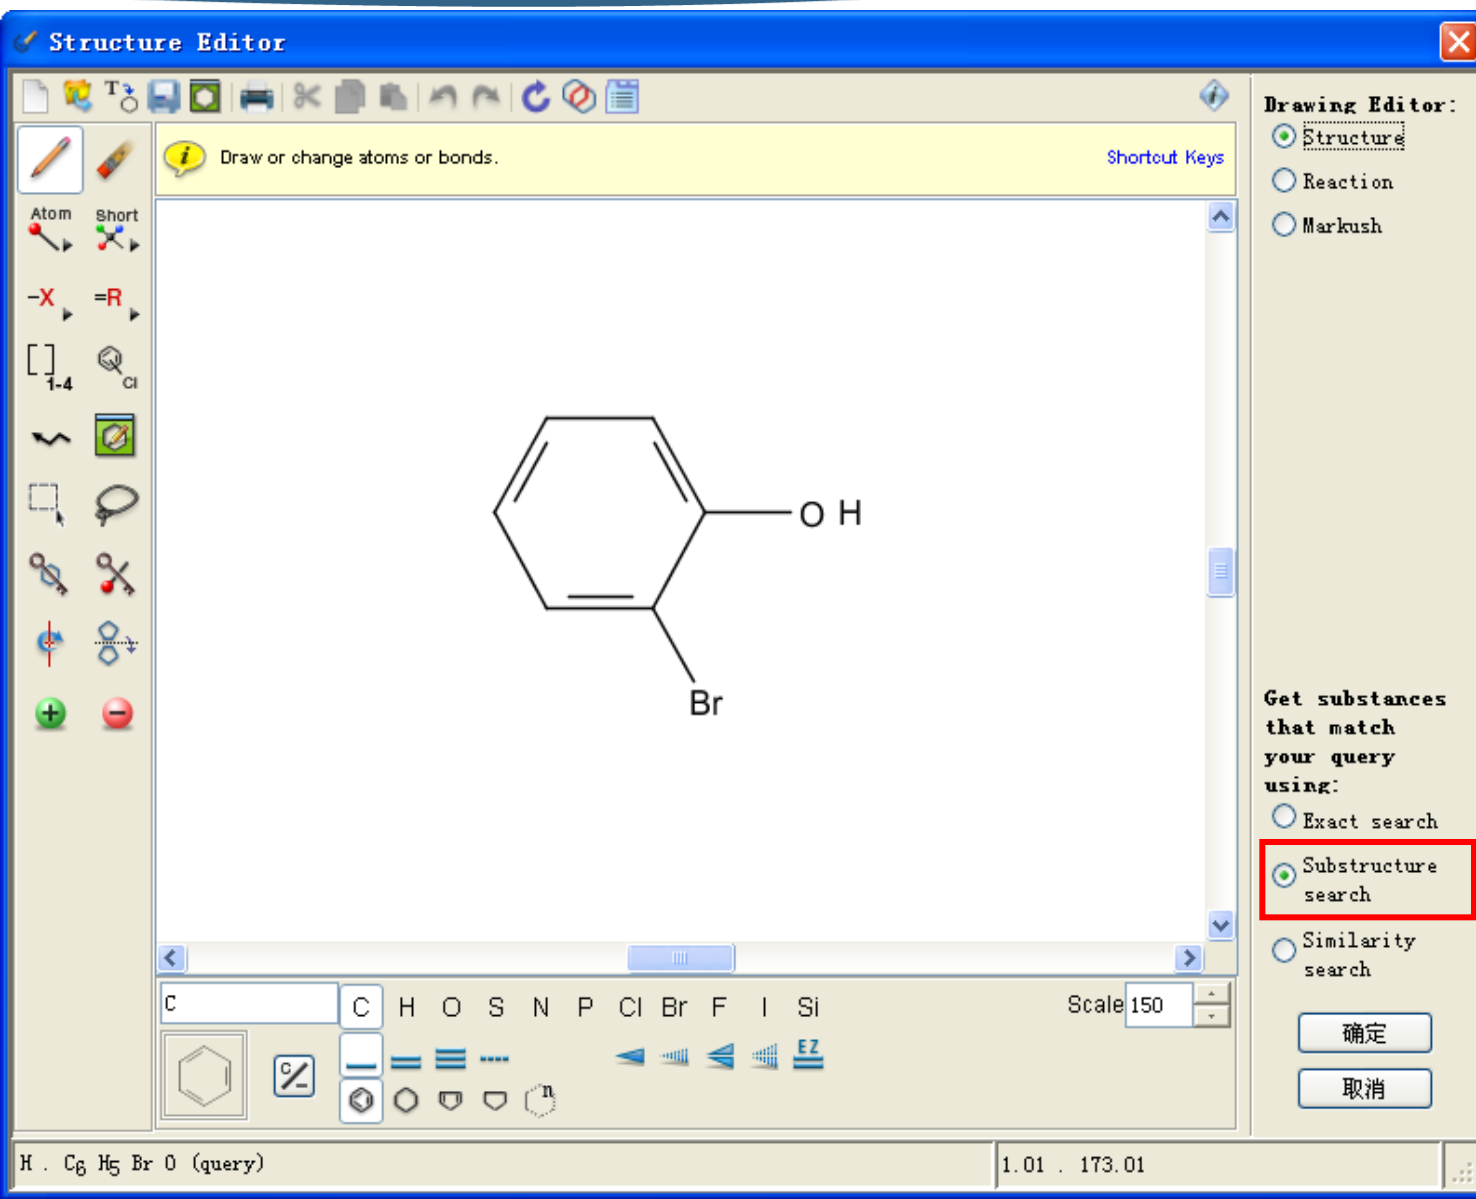 Structure Editor
T
Draw or change atoms or bonds.
Shortcut Keys
Atom
Short
-X
=R
[ ]1-4
Cl
O H
Br
C
C H O S N P Cl Br F I Si
Scale 150
C
EZ
n
H . C6 H5 Br O (query)
1.01 . 173.01
Drawing Editor:
Structure
Reaction
Markush
Get substances
that match
your query
using:
Exact search
Substructure
search
Similarity
search
确定
取消